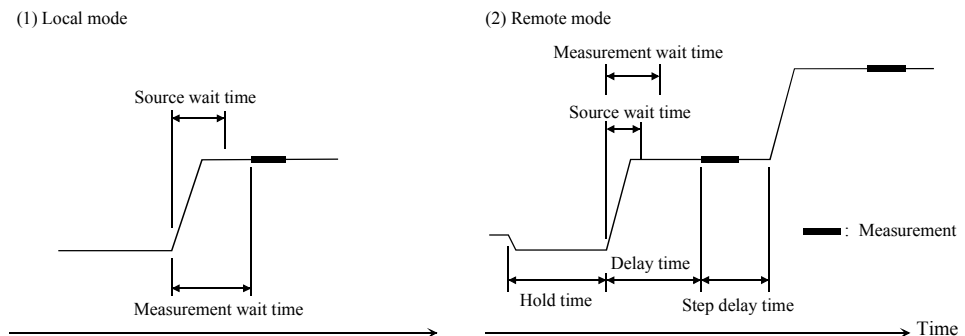 (1) Local mode
Source wait time
Measurement wait time
(2) Remote mode
Measurement wait time
Source wait time
: Measurement
Delay time
Hold time
Step delay time
Time